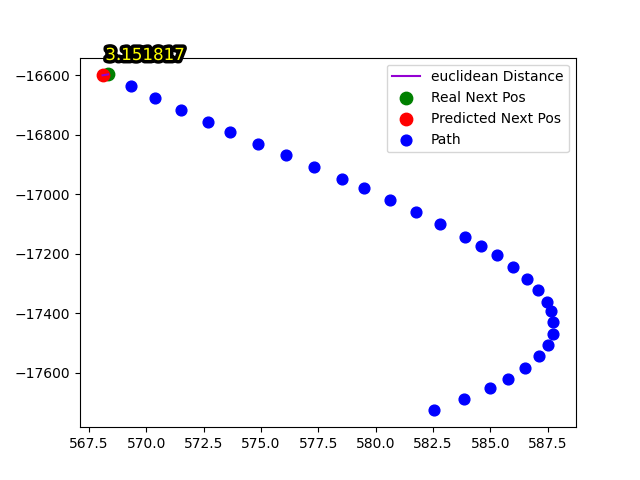 3.151817
euclidean Distance
Real Next Pos
Predicted Next Pos
Path
−16600
−16800
−17000
−17200
−17400
−17600
567.5 570.0 572.5 575.0 577.5 580.0 582.5 585.0 587.5